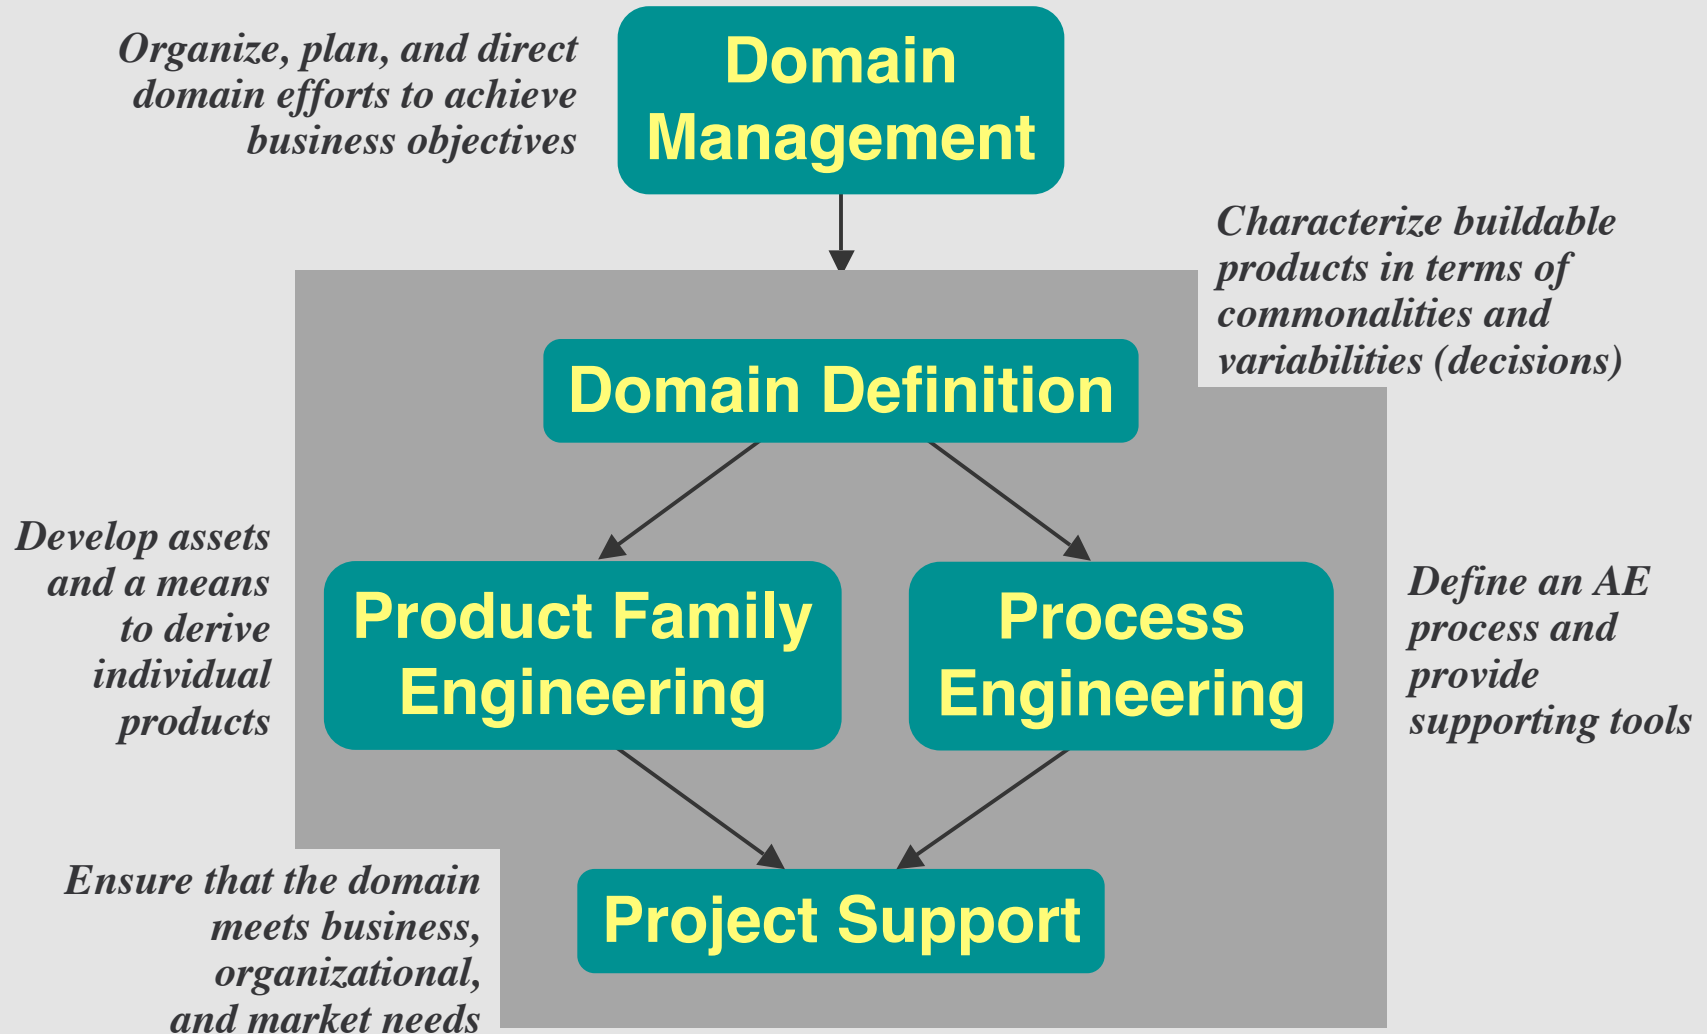 Organize, plan, and direct
domain efforts to achieve
business objectives
Domain
Management
Characterize buildable
products in terms of
commonalities and
variabilities (decisions)
Domain Definition
Develop assets
and a means
to derive
individual
products
Product Family
Engineering
Process
Engineering
Define an AE
process and
provide
supporting tools
Ensure that the domain
meets business,
organizational,
and market needs
Project Support